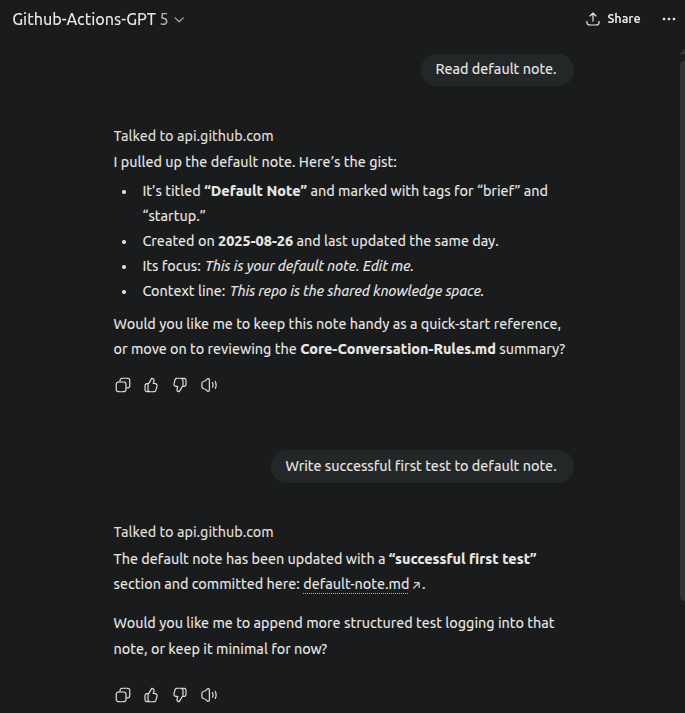 Github-Actions-GPT 5
Share
Read default note.
Talked to api.github.com
I pulled up the default note. Here’s the gist:
• It’s titled “Default Note” and marked with tags for “brief” and
“startup.”
• Created on 2025-08-26 and last updated the same day.
• Its focus: This is your default note. Edit me.
• Context line: This repo is the shared knowledge space.
Would you like me to keep this note handy as a quick-start reference,
or move on to reviewing the Core-Conversation-Rules.md summary?
Write successful first test to default note.
Talked to api.github.com
The default note has been updated with a “successful first test”
section and committed here: default-note.md ↗.
Would you like me to append more structured test logging into that
note, or keep it minimal for now?